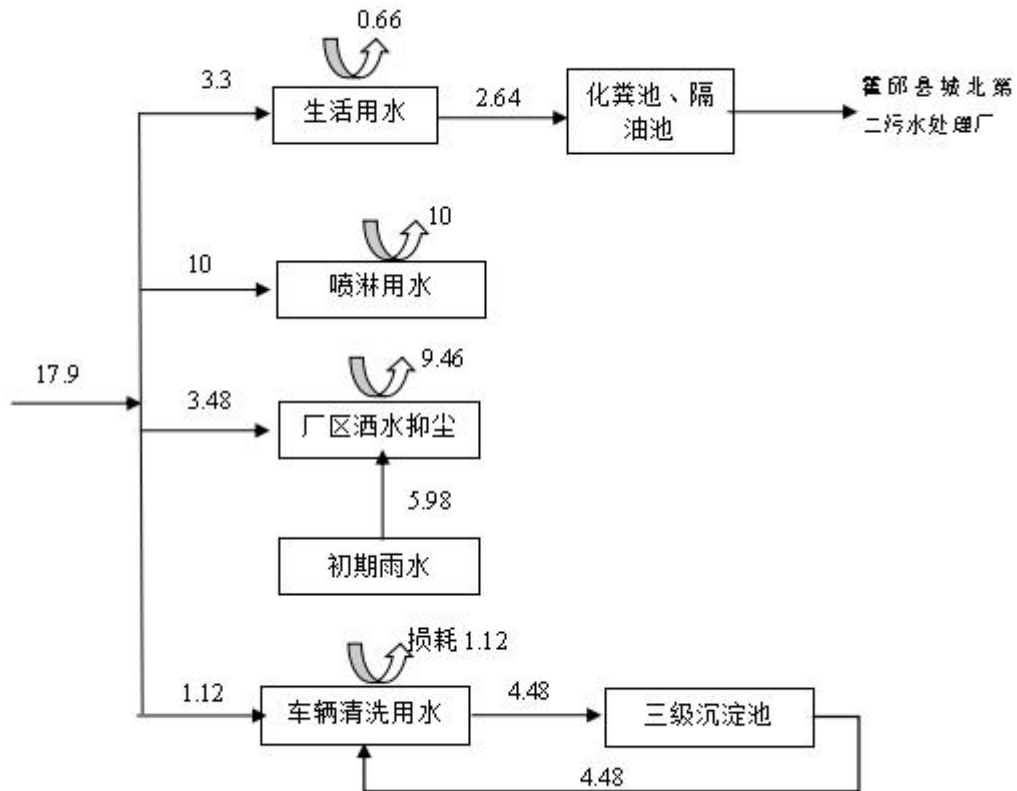 0.66
3.3
生活用水
2.64
化粪池、隔
油池
霍邱县城北第
二污水处理厂
10
10
喷淋用水
17.9
9.46
3.48
厂区洒水抑尘
5.98
初期雨水
损耗 1.12
1.12
车辆清洗用水
4.48
三级沉淀池
4.48